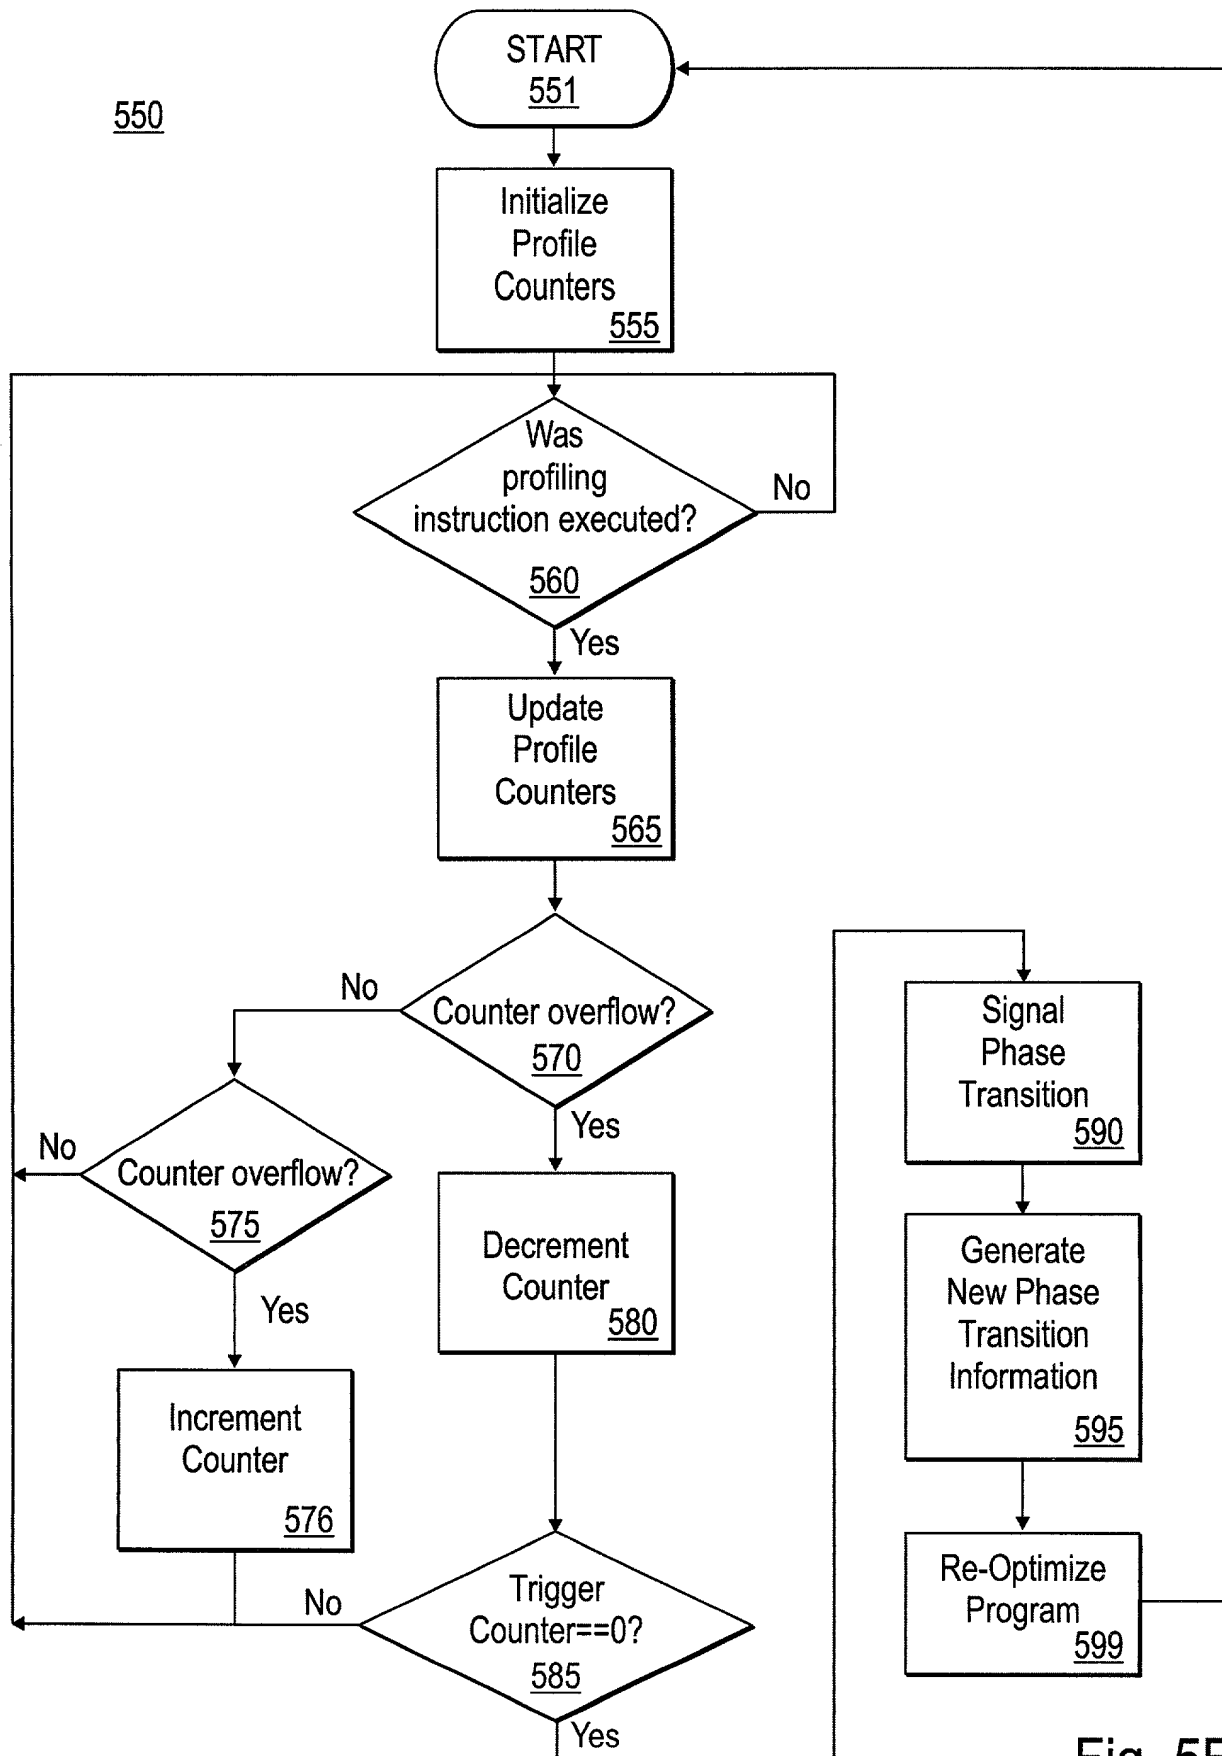 START
551
550
Initialize
Profile
Counters
555
Was
profiling
instruction executed?
560
No
Yes
Update
Profile
Counters
565
Counter overflow?
570
No
Yes
Counter overflow?
575
No
Yes
Increment
Counter
576
Decrement
Counter
580
Trigger
Counter==0?
585
No
Yes
Signal
Phase
Transition
590
Generate
New Phase
Transition
Information
595
Re-Optimize
Program
599
Fig.